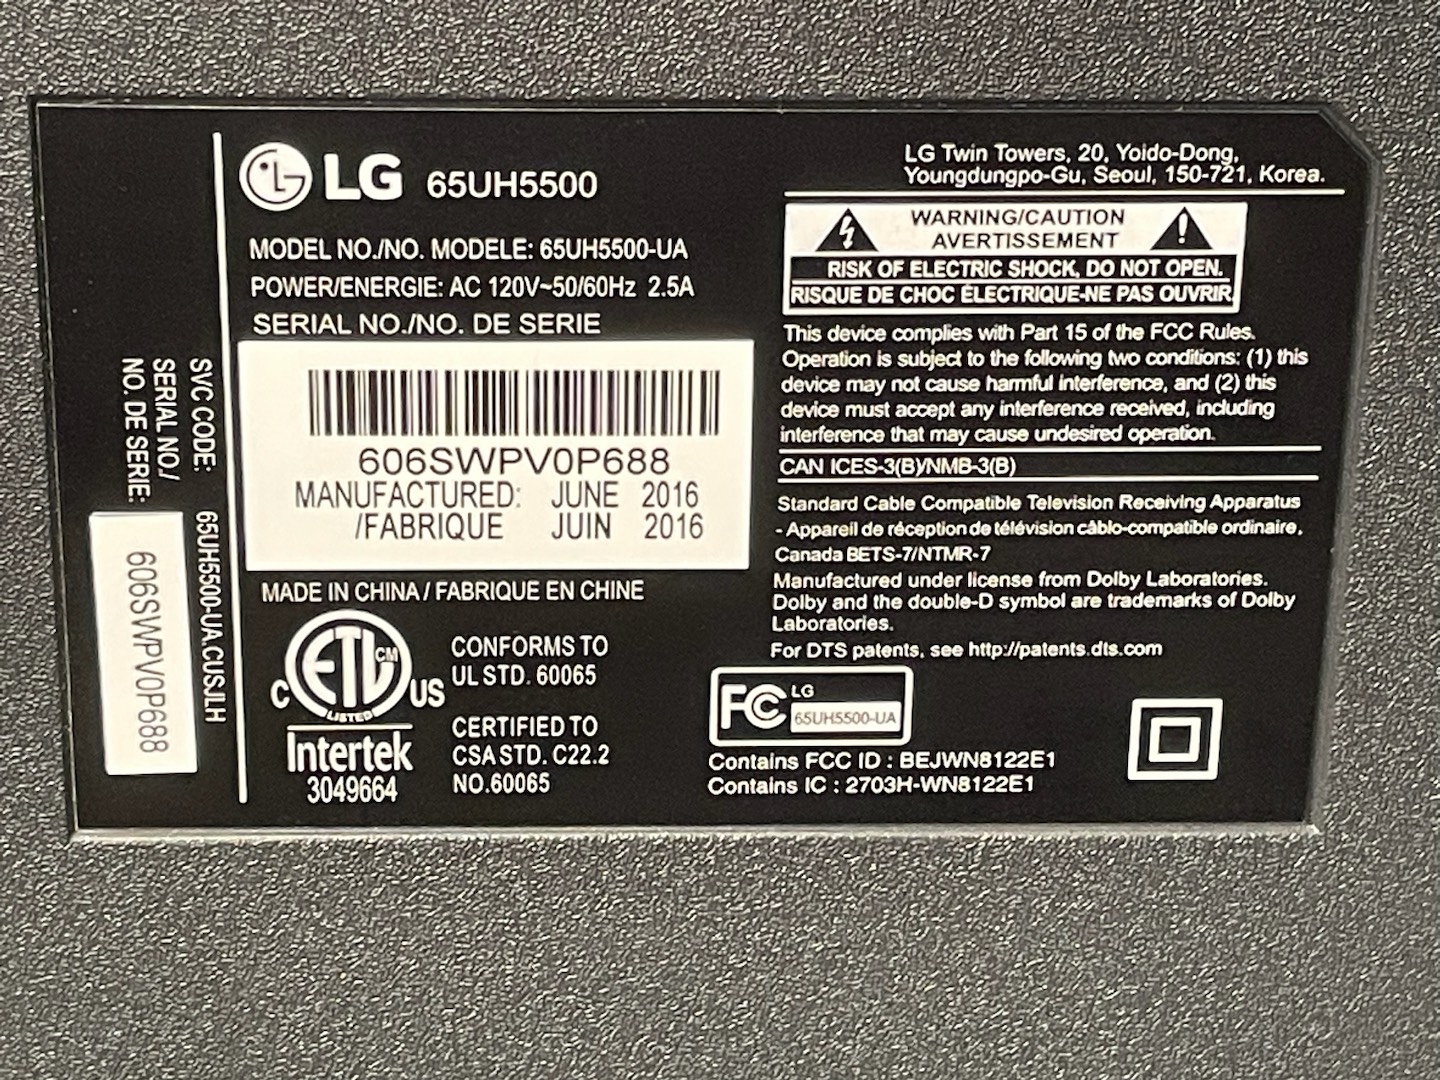 LG 65UH5500
MODEL NO./NO. MODELE: 65UH5500-UA
POWER/ENERGIE: AC 120V~50/60Hz 2.5A
SERIAL NO./NO. DE SERIE
606SWPV0P688
MANUFACTURED: JUNE 2016
/FABRIQUE JUIN 2016
MADE IN CHINA / FABRIQUE EN CHINE
C ETL CM US
LISTED
Intertek
3049664
CONFORMS TO
UL STD. 60065
CERTIFIED TO
CSA STD. C22.2
NO.60065
SVC CODE: 65UH5500-UA.CUSJLH
SERIAL NO./
NO. DE SERIE:
606SWPV0P688
LG Twin Towers, 20, Yoido-Dong,
Youngdungpo-Gu, Seoul, 150-721, Korea.
WARNING/CAUTION
AVERTISSEMENT
RISK OF ELECTRIC SHOCK, DO NOT OPEN.
RISQUE DE CHOC ÉLECTRIQUE-NE PAS OUVRIR
This device complies with Part 15 of the FCC Rules.
Operation is subject to the following two conditions: (1) this
device may not cause harmful interference, and (2) this
device must accept any interference received, including
interference that may cause undesired operation.
CAN ICES-3(B)/NMB-3(B)
Standard Cable Compatible Television Receiving Apparatus
- Appareil de réception de télévision câblo-compatible ordinaire,
Canada BETS-7/NTMR-7
Manufactured under license from Dolby Laboratories.
Dolby and the double-D symbol are trademarks of Dolby
Laboratories.
For DTS patents, see http://patents.dts.com
FC LG
65UH5500-UA
Contains FCC ID : BEJWN8122E1
Contains IC : 2703H-WN8122E1